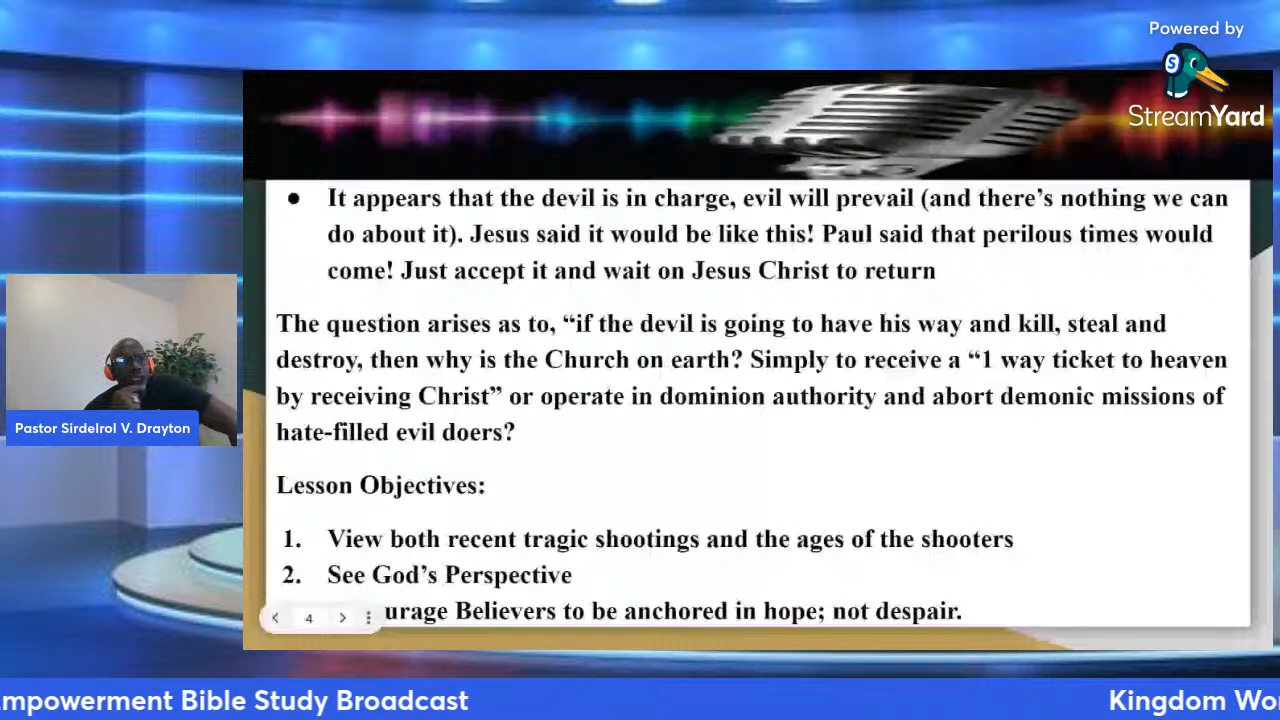 Powered by
StreamYard
● It appears that the devil is in charge, evil will prevail (and there’s nothing we can
do about it). Jesus said it would be like this! Paul said that perilous times would
come! Just accept it and wait on Jesus Christ to return
The question arises as to, “if the devil is going to have his way and kill, steal and
destroy, then why is the Church on earth? Simply to receive a “1 way ticket to heaven
by receiving Christ” or operate in dominion authority and abort demonic missions of
hate-filled evil doers?
Lesson Objectives:
1. View both recent tragic shootings and the ages of the shooters
2. See God’s Perspective
urage Believers to be anchored in hope; not despair.
4
Pastor Sirdelrol V. Drayton
mpowerment Bible Study Broadcast
Kingdom Wor